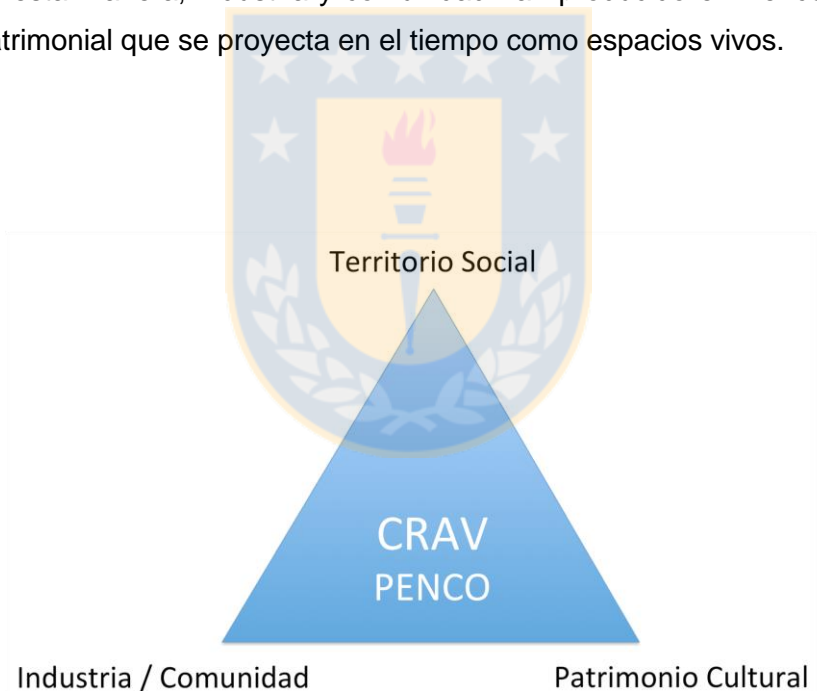 atrimonial que se proyecta en el tiempo como espacios vivos.
Territorio Social
CRAV
PENCO
Industria / Comunidad
Patrimonio Cultural